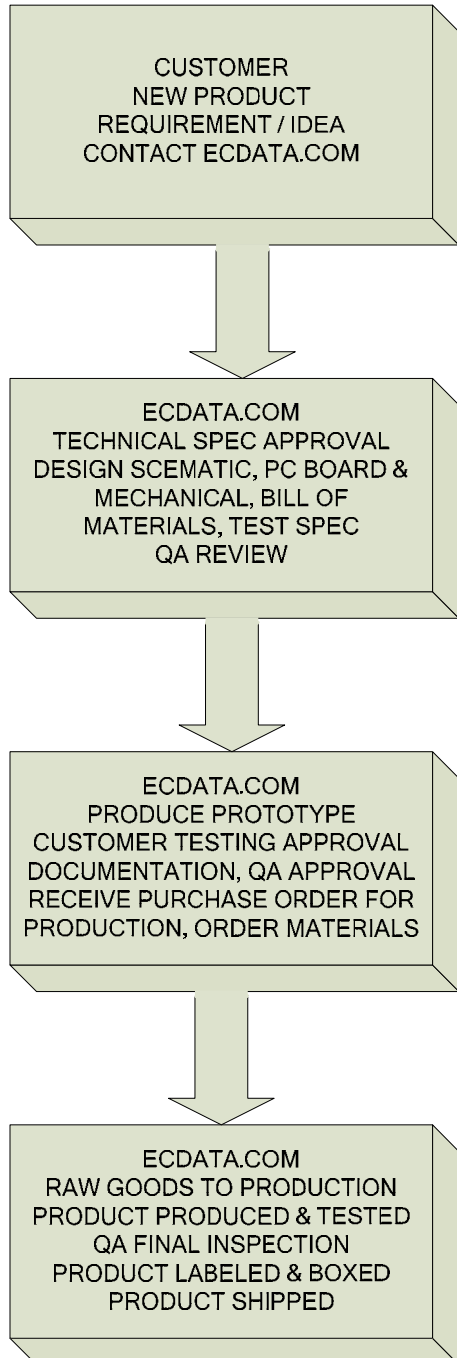 CUSTOMER
NEW PRODUCT
REQUIREMENT / IDEA
CONTACT ECDATA.COM
ECDATA.COM
TECHNICAL SPEC APPROVAL
DESIGN SCEMATIC, PC BOARD &
MECHANICAL, BILL OF
MATERIALS, TEST SPEC
QA REVIEW
ECDATA.COM
PRODUCE PROTOTYPE
CUSTOMER TESTING APPROVAL
DOCUMENTATION, QA APPROVAL
RECEIVE PURCHASE ORDER FOR
PRODUCTION, ORDER MATERIALS
ECDATA.COM
RAW GOODS TO PRODUCTION
PRODUCT PRODUCED & TESTED
QA FINAL INSPECTION
PRODUCT LABELED & BOXED
PRODUCT SHIPPED